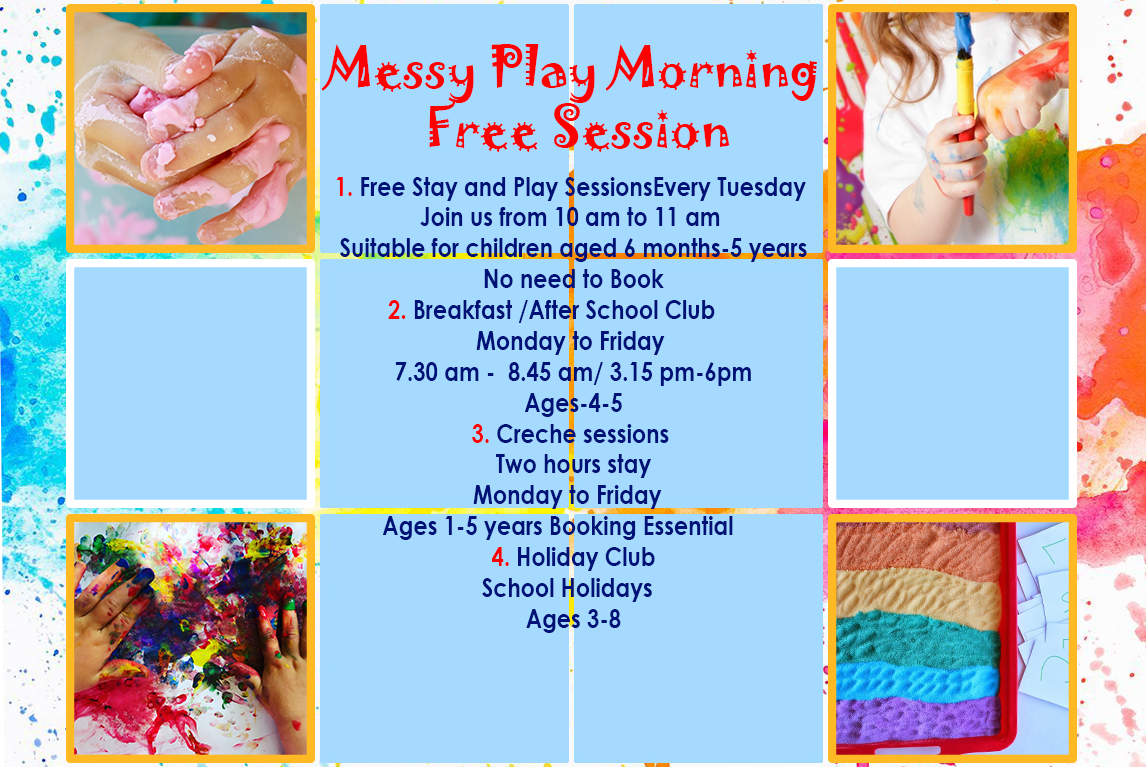 Messy Play Morning
Free Session
1. Free Stay and Play SessionsEvery Tuesday
Join us from 10 am to 11 am
Suitable for children aged 6 months-5 years
No need to Book
2. Breakfast /After School Club
Monday to Friday
7.30 am -  8.45 am/ 3.15 pm-6pm
Ages-4-5
3. Creche sessions
Two hours stay
Monday to Friday
Ages 1-5 years Booking Essential
4. Holiday Club
School Holidays
Ages 3-8